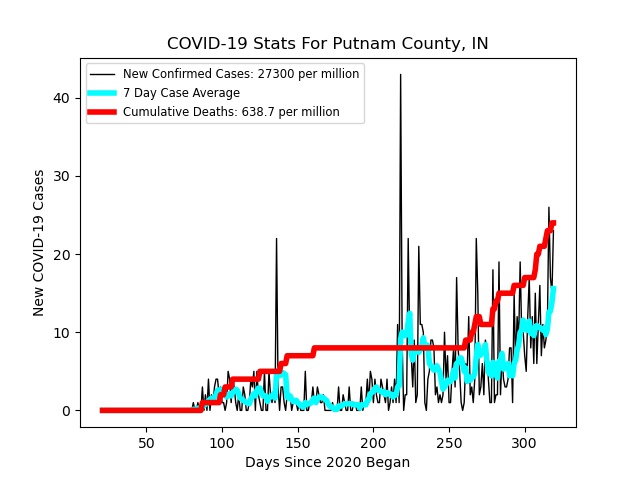 COVID-19 Stats For Putnam County, IN
New Confirmed Cases: 27300 per million
7 Day Case Average
Cumulative Deaths: 638.7 per million
New COVID-19 Cases
40
30
20
10
0
50 100 150 200 250 300
Days Since 2020 Began